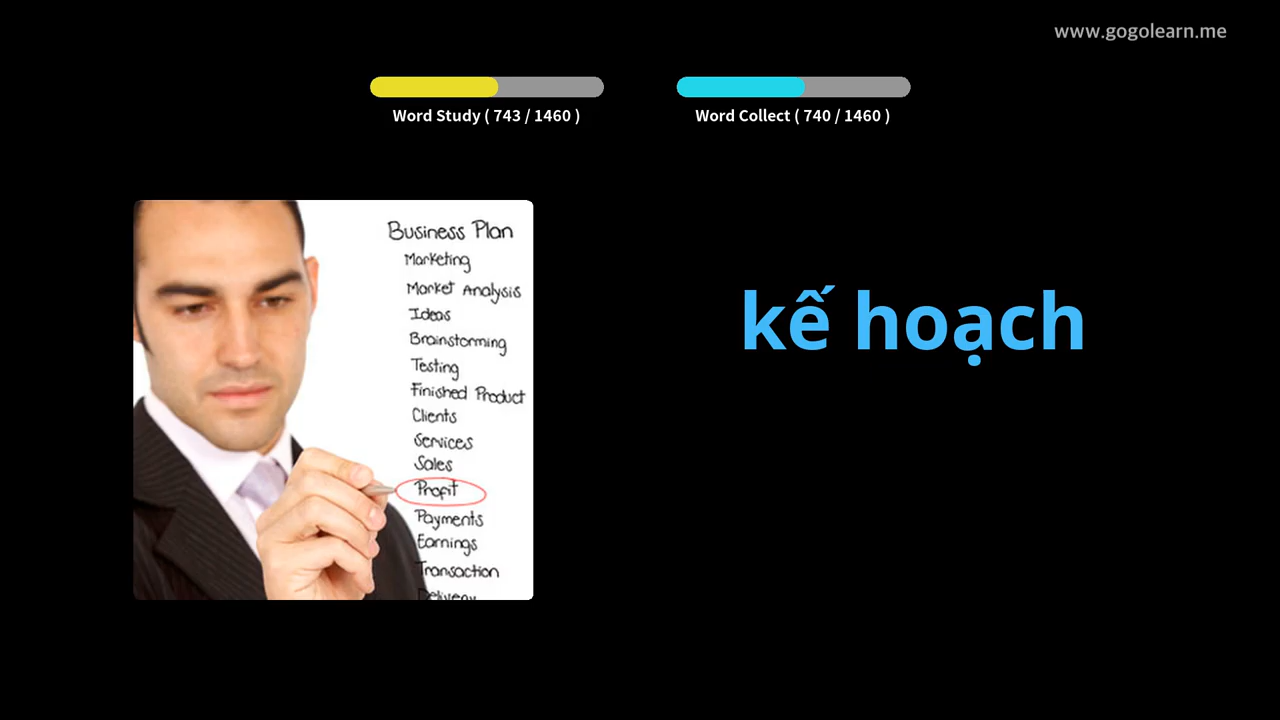 www.gogolearn.me
Word Study ( 743 / 1460 )
Word Collect ( 740 / 1460 )
Business Plan
Marketing
Market Analysis
Ideas
Brainstorming
Testing
Finished Product
Clients
Services
Sales
Profit
Payments
Earnings
Transaction
Delivery
kế hoạch